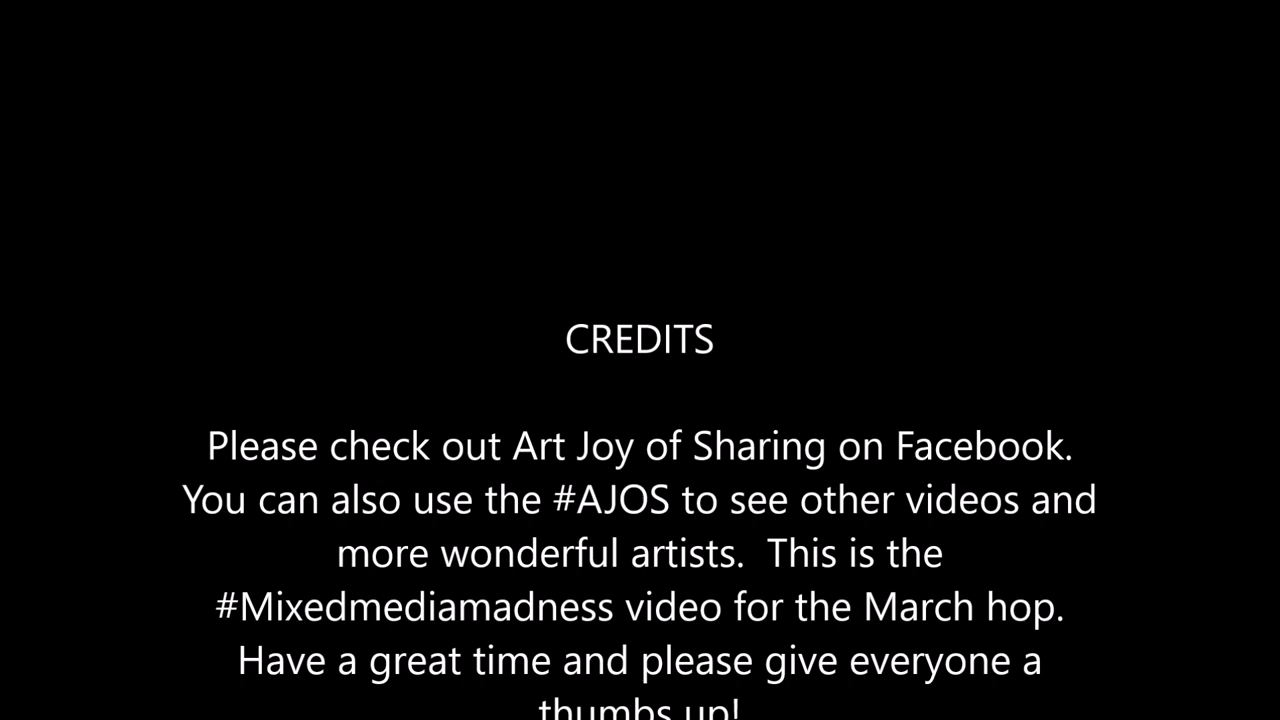 CREDITS
Please check out Art Joy of Sharing on Facebook.
You can also use the #AJOS to see other videos and
more wonderful artists.  This is the
#Mixedmediamadness video for the March hop.
Have a great time and please give everyone a
thumbs up!